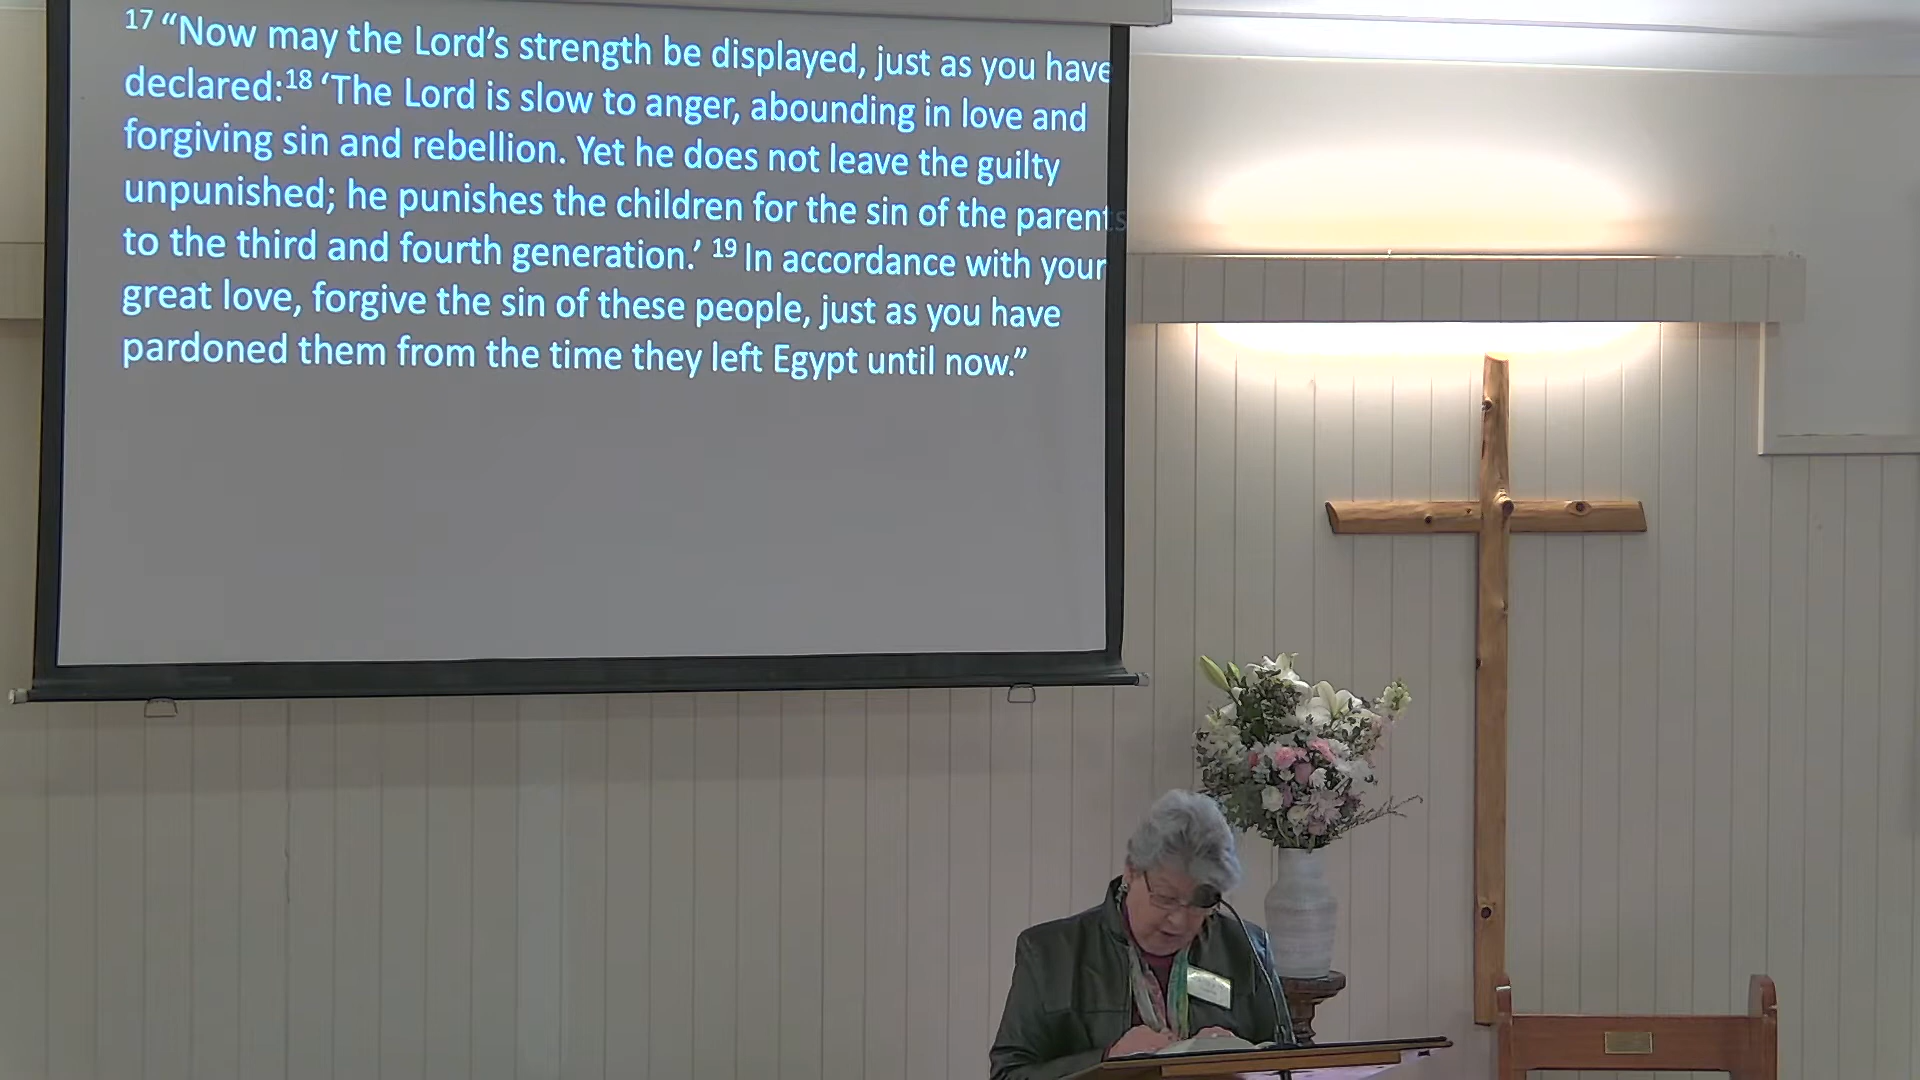 17 “Now may the Lord’s strength be displayed, just as you have
declared:18 ‘The Lord is slow to anger, abounding in love and
forgiving sin and rebellion. Yet he does not leave the guilty
unpunished; he punishes the children for the sin of the parents
to the third and fourth generation.’ 19 In accordance with your
great love, forgive the sin of these people, just as you have
pardoned them from the time they left Egypt until now.”